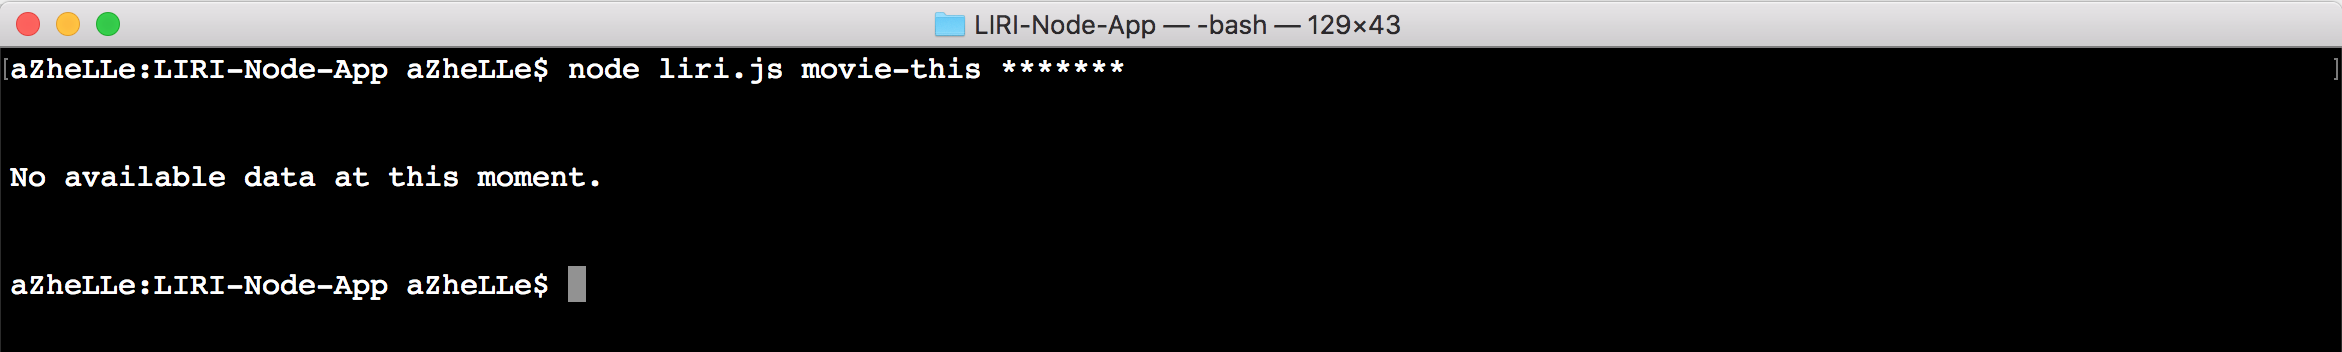 LIRI-Node-App — -bash — 129×43
[aZheLLe:LIRI-Node-App aZheLLe$ node liri.js movie-this ******* ]
No available data at this moment.
aZheLLe:LIRI-Node-App aZheLLe$